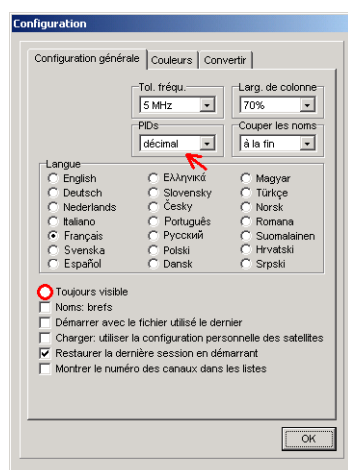 Configuration
Configuration générale Couleurs Convertir
Tol. fréqu. Larg. de colonne
5 MHz 70%
PIDs Couper les noms
décimal à la fin
Langue
English Ελληνικά Magyar
Deutsch Slovensky Türkçe
Nederlands Česky Norsk
Italiano Português Romana
Français Русский Suomalainen
Svenska Polski Hrvatski
Español Dansk Srpski
Toujours visible
Noms: brefs
Démarrer avec le fichier utilisé le dernier
Charger: utiliser la configuration personnelle des satellites
Restaurer la dernière session en démarrant
Montrer le numéro des canaux dans les listes
OK